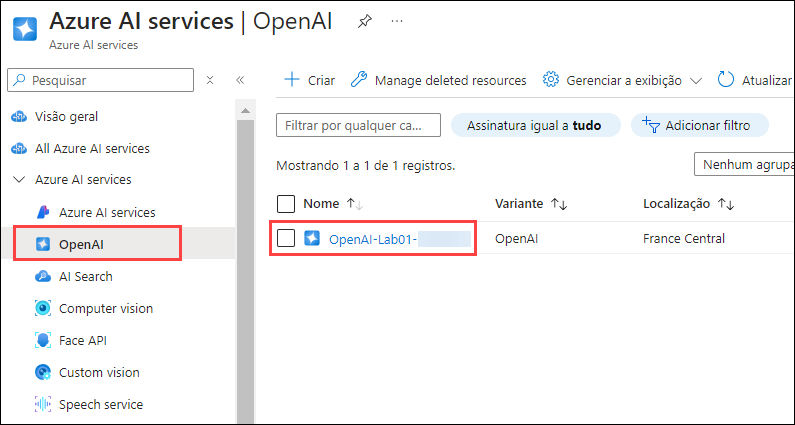 Azure AI services | OpenAI
Azure AI services
Pesquisar
Visão geral
All Azure AI services
Azure AI services
Azure AI services
OpenAI
AI Search
Computer vision
Face API
Custom vision
Speech service
Criar Manage deleted resources Gerenciar a exibição Atualizar
Filtrar por qualquer ca... Assinatura igual a tudo Adicionar filtro
Mostrando 1 a 1 de 1 registros. Nenhum agrupa
Nome Variante Localização
OpenAI-Lab01- OpenAI France Central